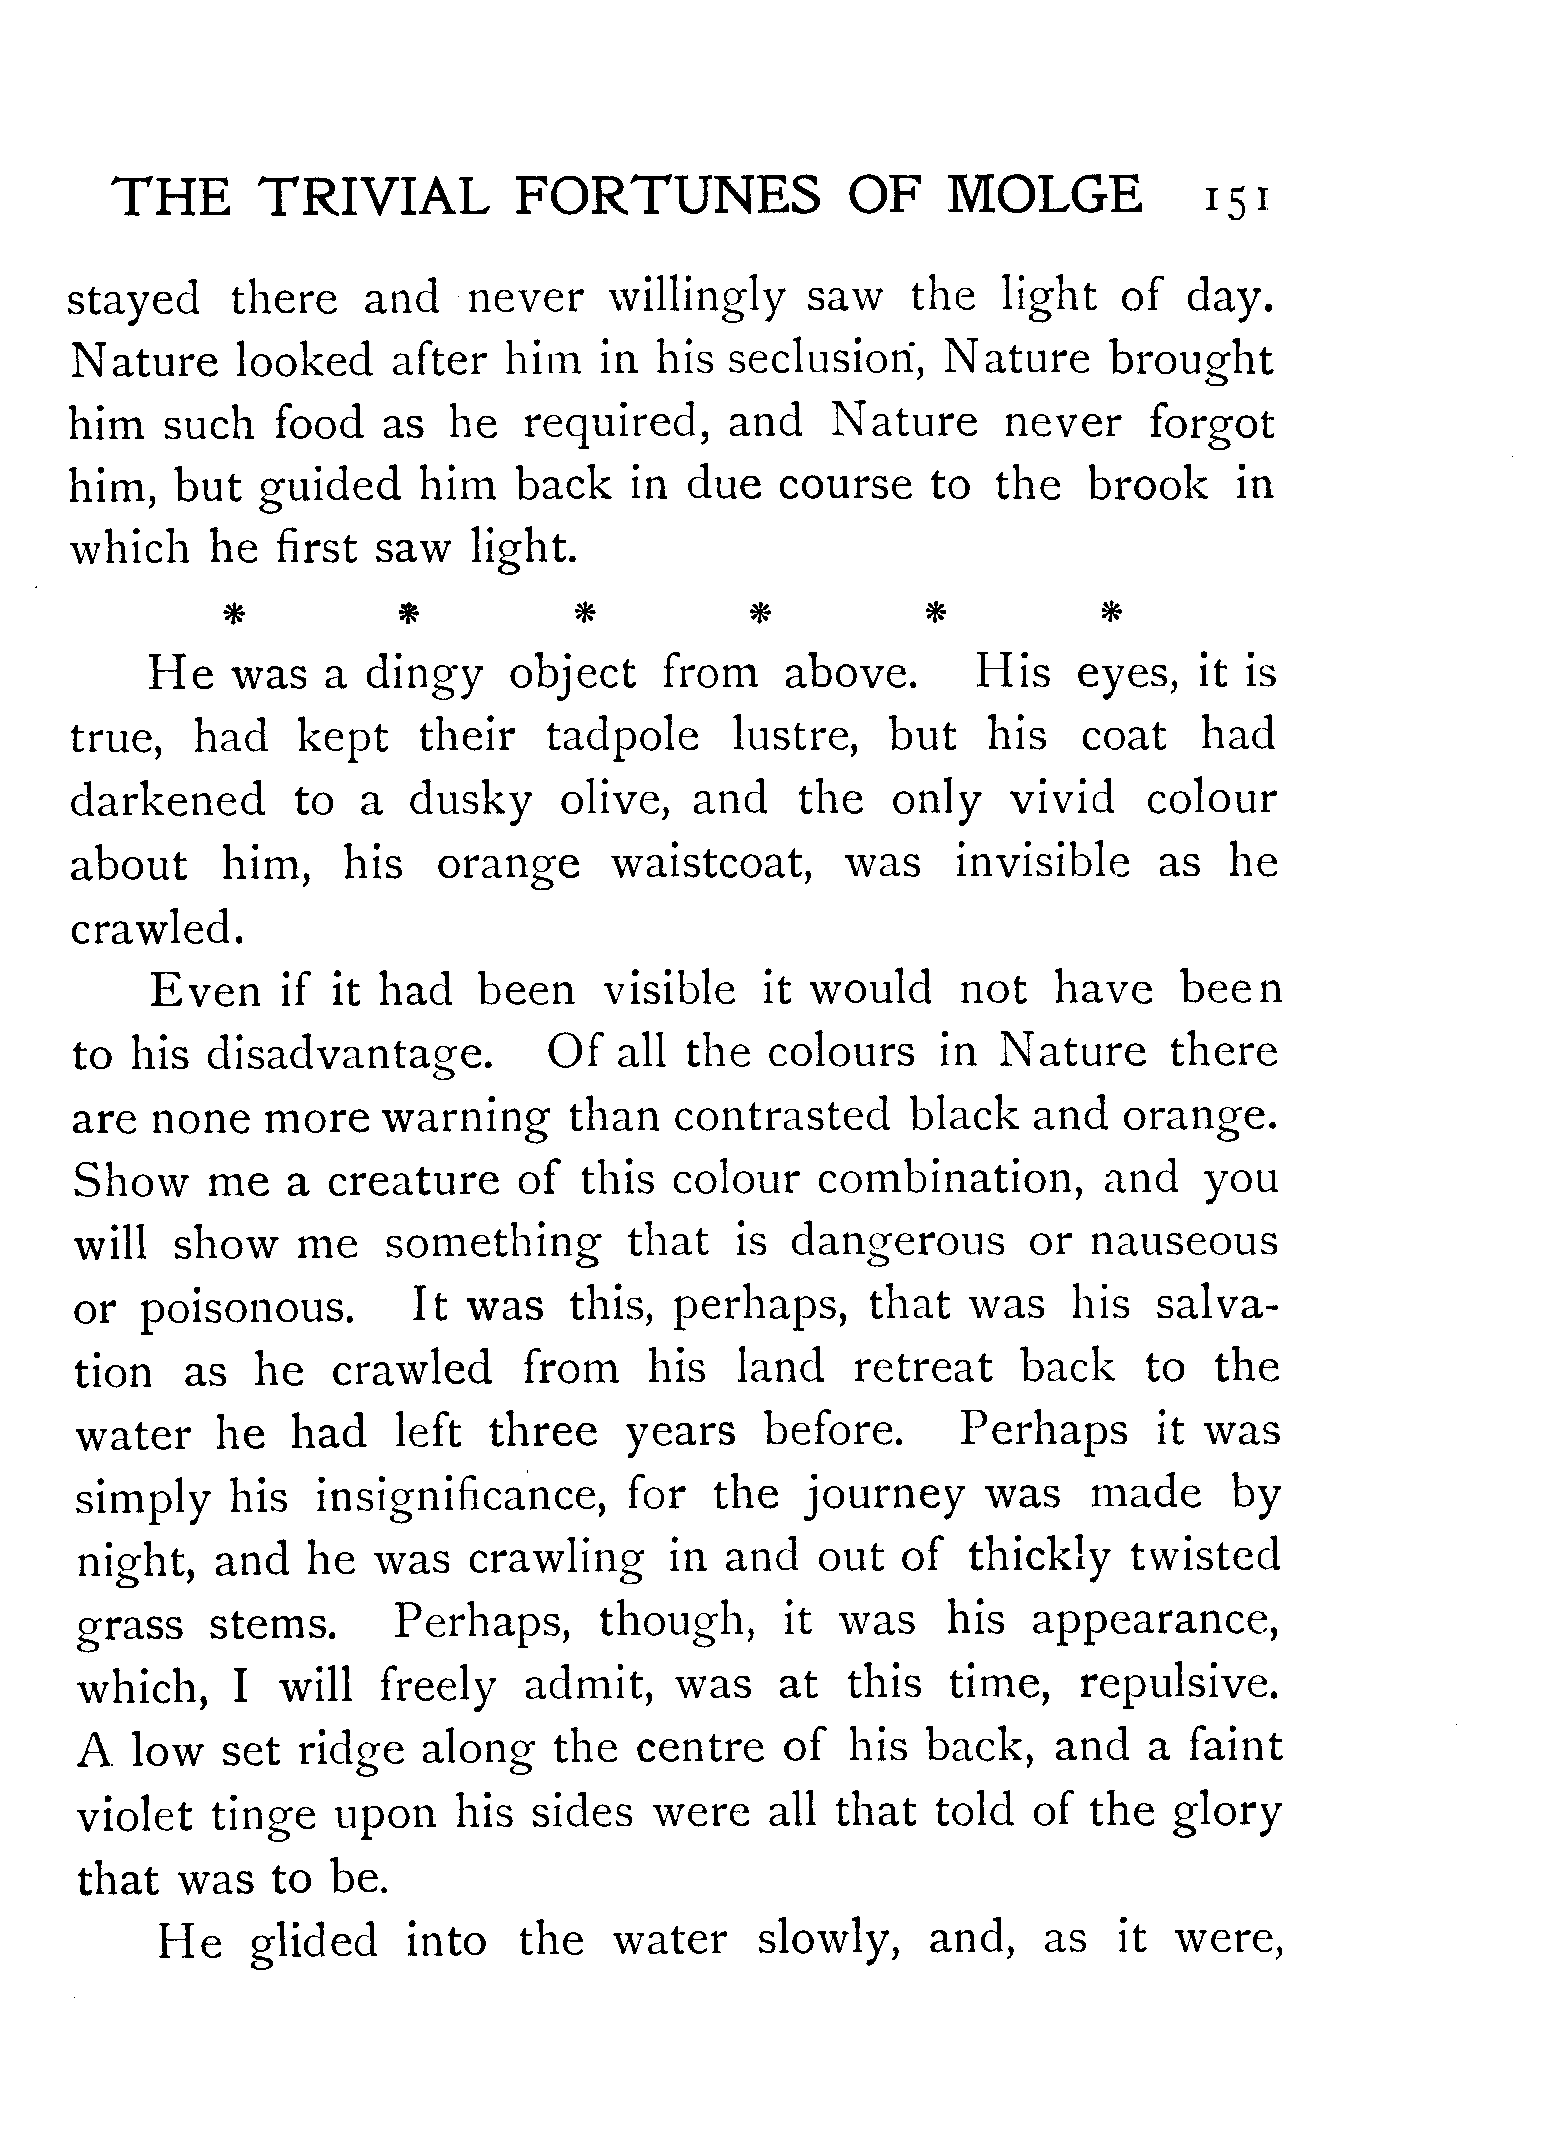 THE TRIVIAL FORTUNES OF MOLGE 151
stayed there and never willingly saw the light of day.
Nature looked after him in his seclusion, Nature brought
him such food as he required, and Nature never forgot
him, but guided him back in due course to the brook in
which he first saw light.
* * * * * *
He was a dingy object from above. His eyes, it is
true, had kept their tadpole lustre, but his coat had
darkened to a dusky olive, and the only vivid colour
about him, his orange waistcoat, was invisible as he
crawled.
Even if it had been visible it would not have been
to his disadvantage. Of all the colours in Nature there
are none more warning than contrasted black and orange.
Show me a creature of this colour combination, and you
will show me something that is dangerous or nauseous
or poisonous. It was this, perhaps, that was his salva-
tion as he crawled from his land retreat back to the
water he had left three years before. Perhaps it was
simply his insignificance, for the journey was made by
night, and he was crawling in and out of thickly twisted
grass stems. Perhaps, though, it was his appearance,
which, I will freely admit, was at this time, repulsive.
A low set ridge along the centre of his back, and a faint
violet tinge upon his sides were all that told of the glory
that was to be.
He glided into the water slowly, and, as it were,